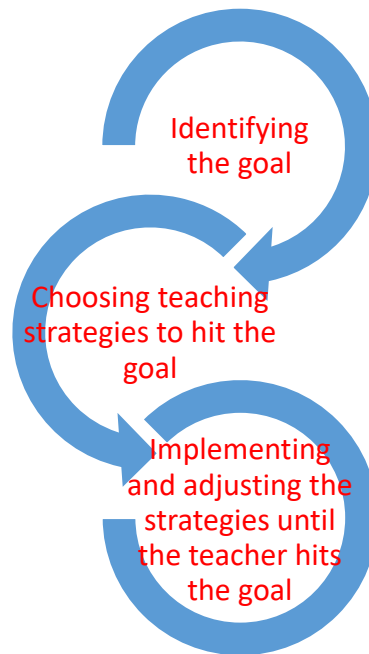 Identifying
the goal
Choosing teaching
strategies to hit the
goal
Implementing
and adjusting the
strategies until
the teacher hits
the goal